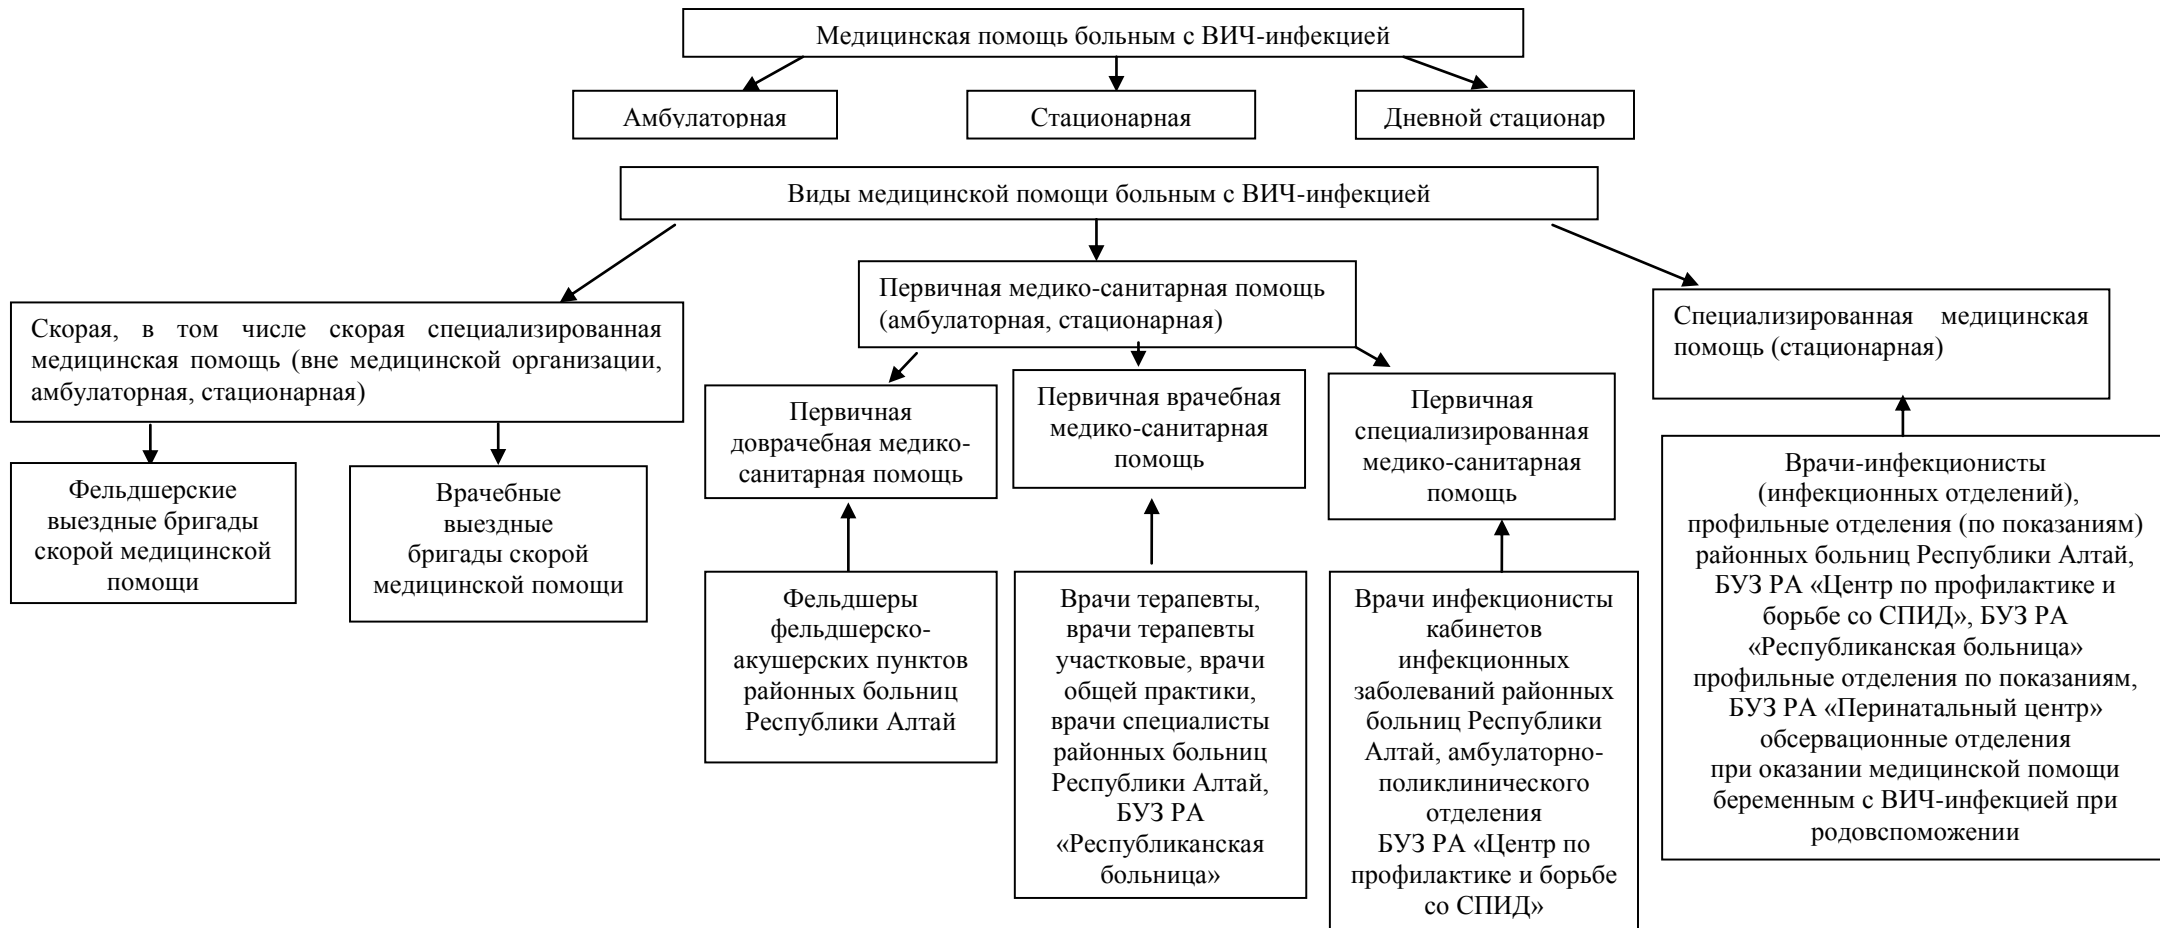 Медицинская помощь больным с ВИЧ-инфекцией
Амбулаторная
Стационарная
Дневной стационар
Виды медицинской помощи больным с ВИЧ-инфекцией
Скорая, в том числе скорая специализированная
медицинская помощь (вне медицинской организации,
амбулаторная, стационарная)
Первичная медико-санитарная помощь
(амбулаторная, стационарная)
Специализированная медицинская
помощь (стационарная)
Фельдшерские
выездные бригады
скорой медицинской
помощи
Врачебные
выездные
бригады скорой
медицинской помощи
Первичная
доврачебная медико-
санитарная помощь
Первичная врачебная
медико-санитарная
помощь
Первичная
специализированная
медико-санитарная
помощь
Фельдшеры
фельдшерско-
акушерских пунктов
районных больниц
Республики Алтай
Врачи терапевты,
врачи терапевты
участковые, врачи
общей практики,
врачи специалисты
районных больниц
Республики Алтай,
БУЗ РА
«Республиканская
больница»
Врачи инфекционисты
кабинетов
инфекционных
заболеваний районных
больниц Республики
Алтай, амбулаторно-
поликлинического
отделения
БУЗ РА «Центр по
профилактике и борьбе
со СПИД»
Врачи-инфекционисты
(инфекционных отделений),
профильные отделения (по показаниям)
районных больниц Республики Алтай,
БУЗ РА «Центр по профилактике и
борьбе со СПИД», БУЗ РА
«Республиканская больница»
профильные отделения по показаниям,
БУЗ РА «Перинатальный центр»
обсервационные отделения
при оказании медицинской помощи
беременным с ВИЧ-инфекцией при
родовспоможении